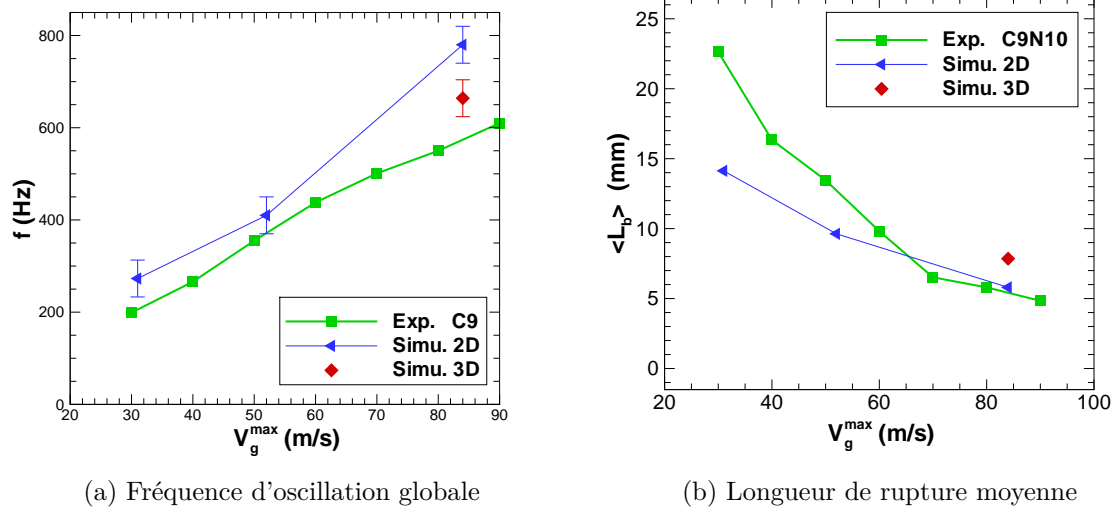 800
600
400
200
0
f (Hz)
20 30 40 50 60 70 80 90
V_g^max (m/s)
Exp. C9
Simu. 2D
Simu. 3D
(a) Fréquence d'oscillation globale
25
20
15
10
5
0
<L_b> (mm)
20 40 60 80 100
V_g^max (m/s)
Exp. C9N10
Simu. 2D
Simu. 3D
(b) Longueur de rupture moyenne